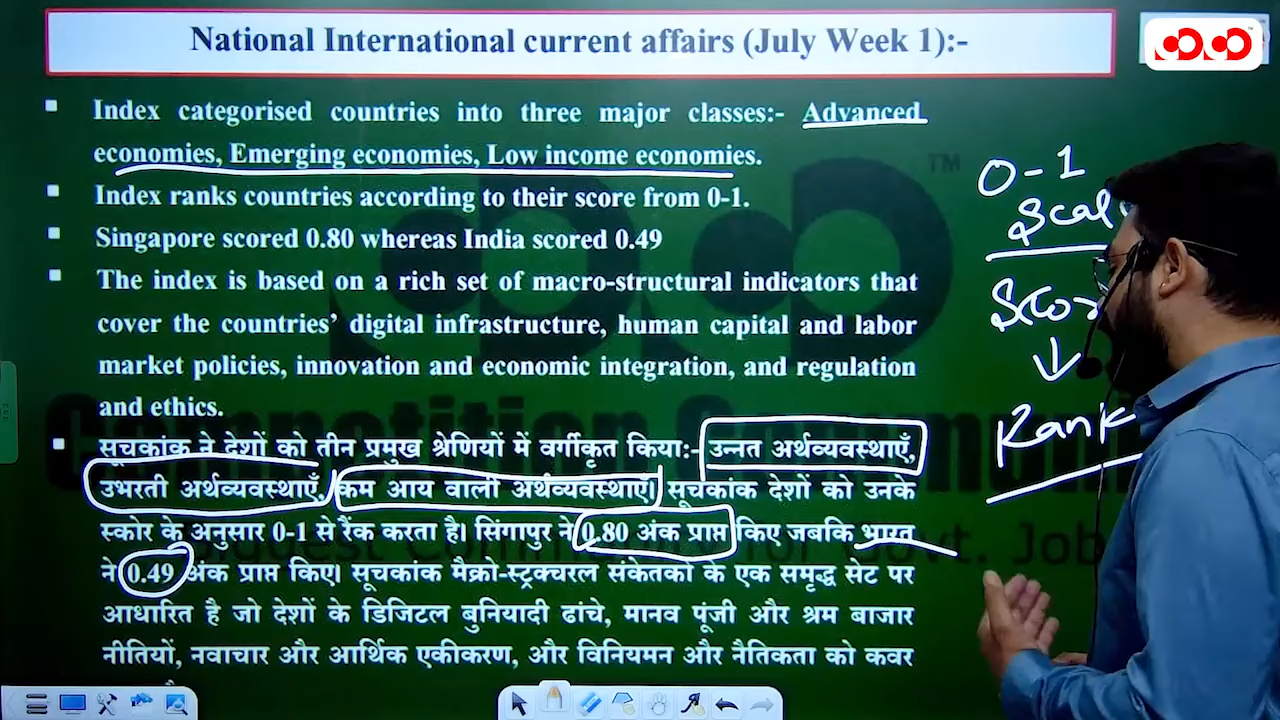 National International current affairs (July Week 1):-
Index categorised countries into three major classes:- Advanced
economies, Emerging economies, Low income economies.
Index ranks countries according to their score from 0-1.
Singapore scored 0.80 whereas India scored 0.49
The index is based on a rich set of macro-structural indicators that
cover the countries' digital infrastructure, human capital and labor
market policies, innovation and economic integration, and regulation
and ethics.
सूचकांक ने देशों को तीन प्रमुख श्रेणियों में वर्गीकृत किया:- उन्नत अर्थव्यवस्थाएँ,
उभरती अर्थव्यवस्थाएँ, कम आय वाली अर्थव्यवस्थाएं। सूचकांक देशों को उनके
स्कोर के अनुसार 0-1 से रैंक करता है। सिंगापुर ने 0.80 अंक प्राप्त किए जबकि भारत
ने 0.49 अंक प्राप्त किए। सूचकांक मैक्रो-स्ट्रक्चरल संकेतकों के एक समृद्ध सेट पर
आधारित है जो देशों के डिजिटल बुनियादी ढांचे, मानव पूंजी और श्रम बाजार
नीतियों, नवाचार और आर्थिक एकीकरण, और विनियमन और नैतिकता को कवर
0-1
Scale
Score
Rank
TM